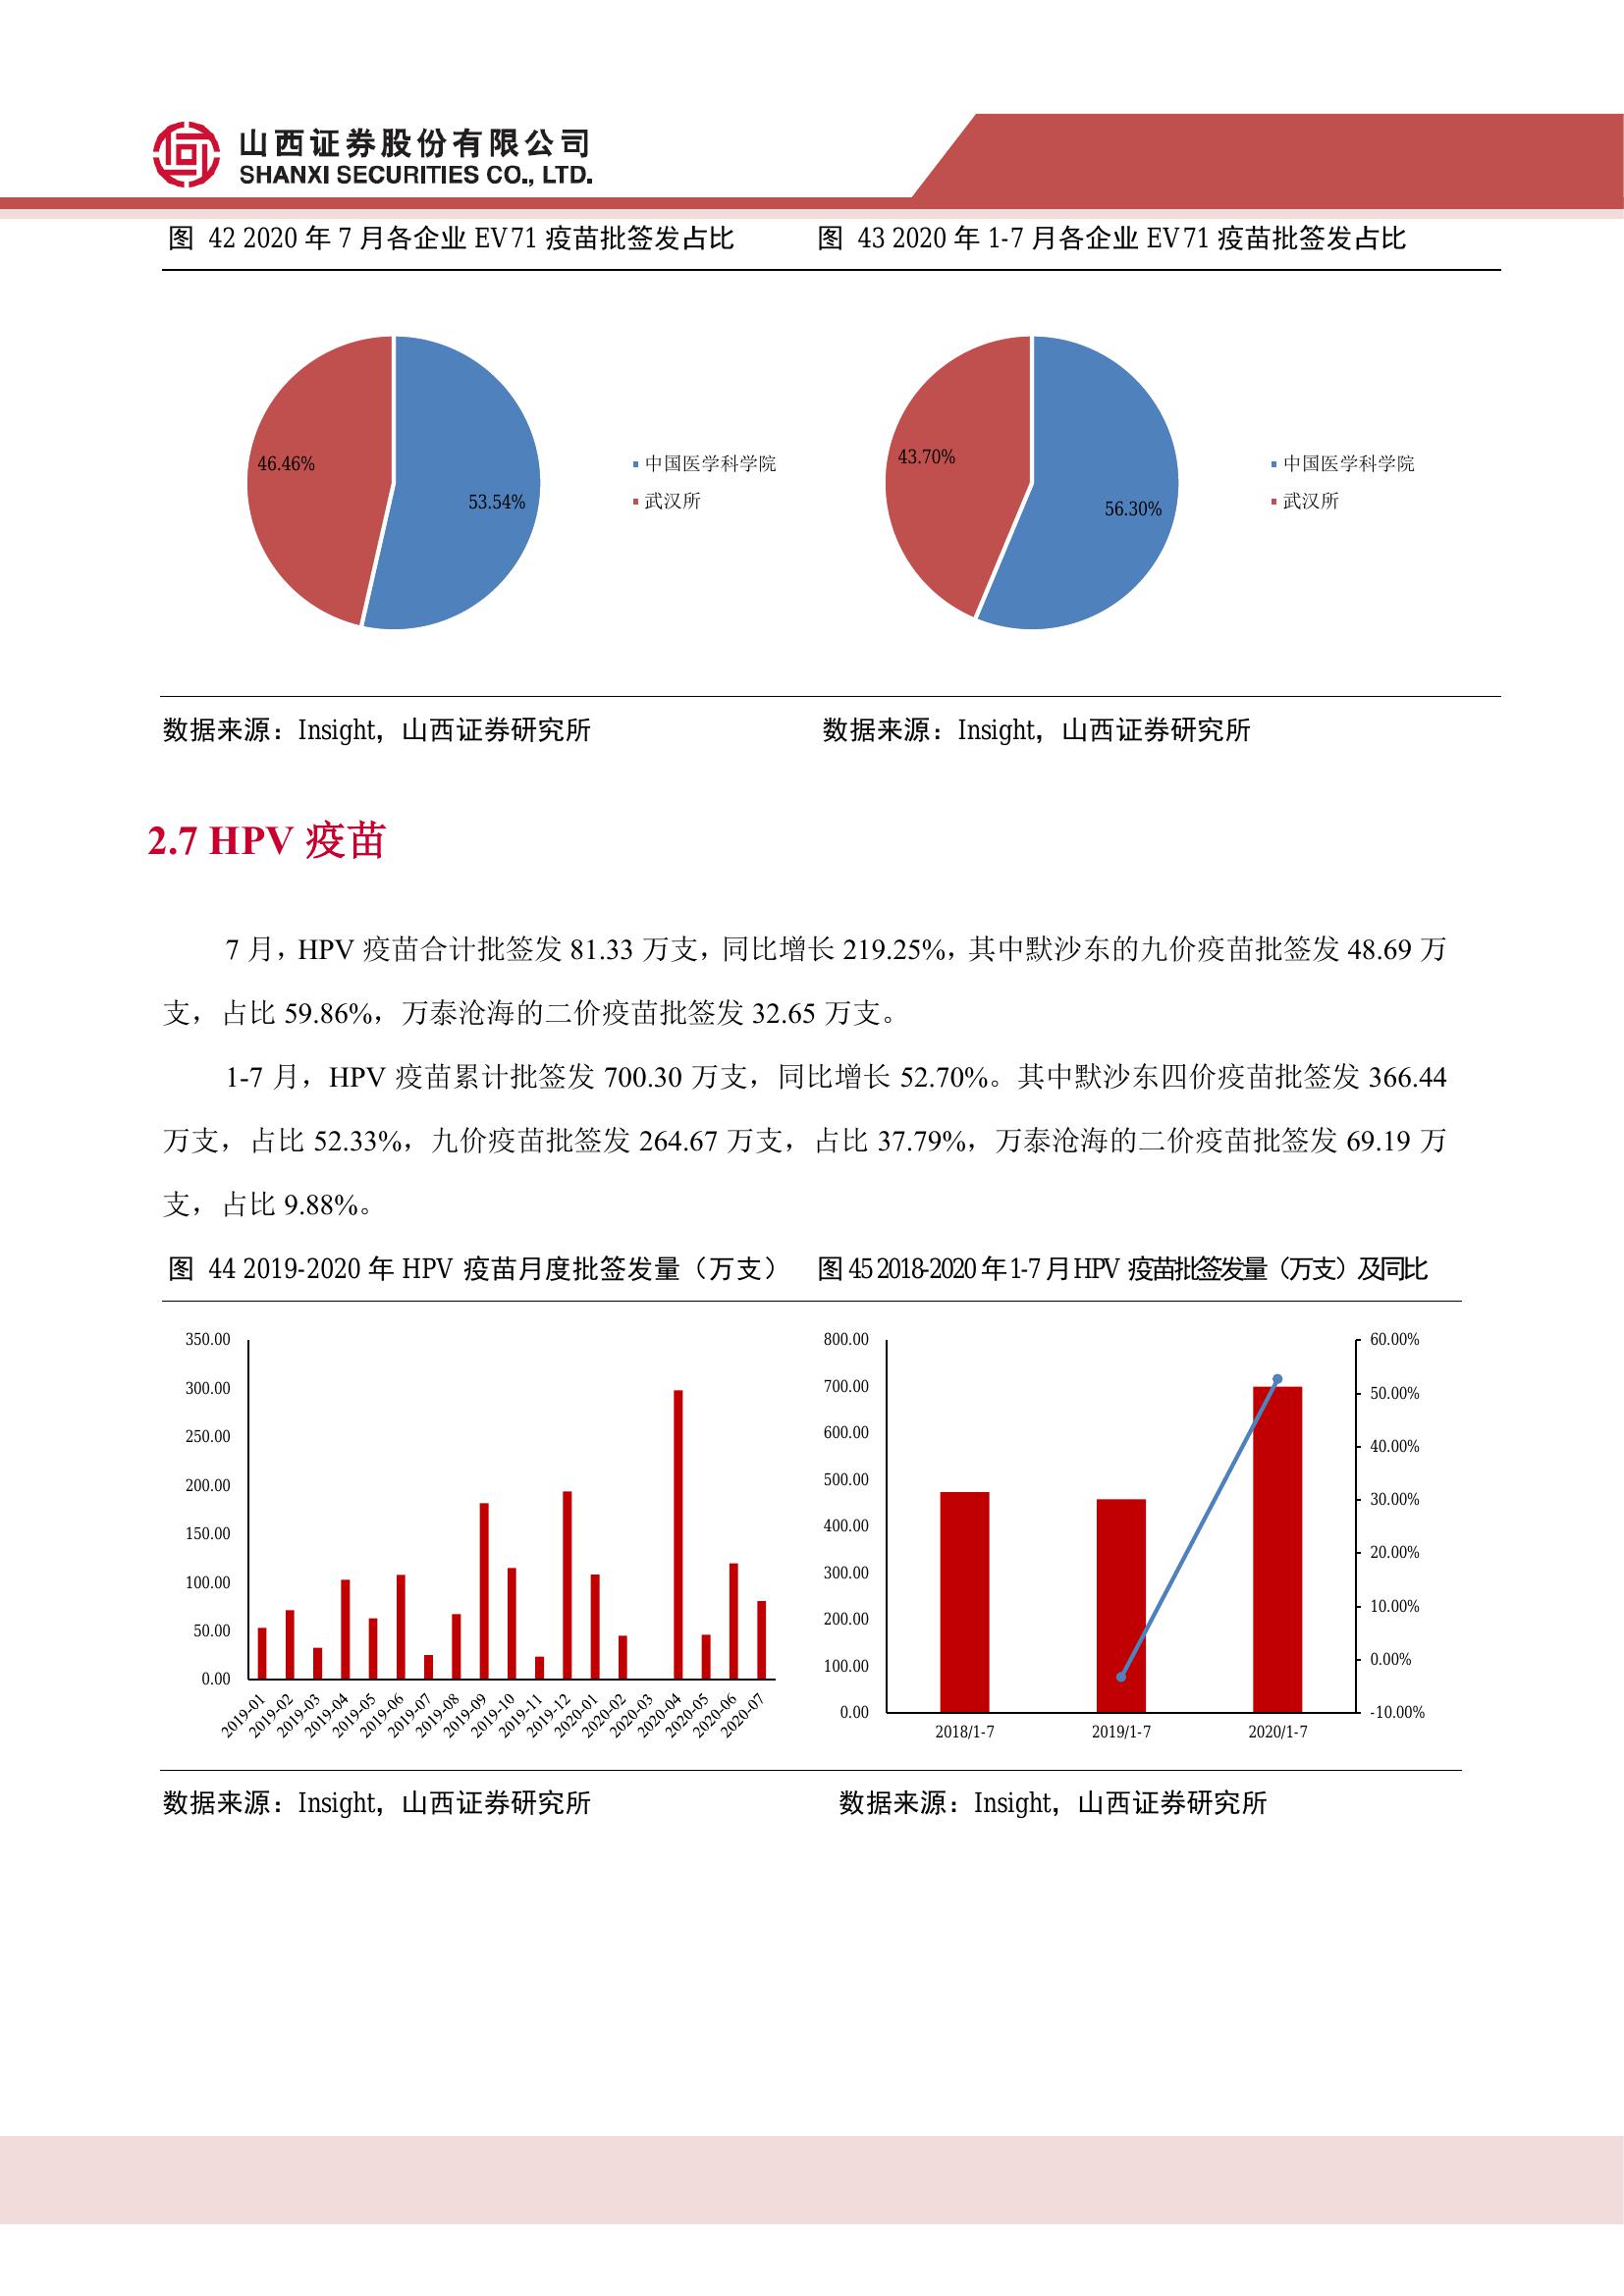 山西证券股份有限公司
SHANXI SECURITIES CO., LTD.
图 42 2020 年 7 月各企业 EV71 疫苗批签发占比
图 43 2020 年 1-7 月各企业 EV71 疫苗批签发占比
46.46%
53.54%
中国医学科学院
武汉所
43.70%
56.30%
中国医学科学院
武汉所
数据来源：Insight，山西证券研究所
数据来源：Insight，山西证券研究所
2.7 HPV 疫苗
7 月，HPV 疫苗合计批签发 81.33 万支，同比增长 219.25%，其中默沙东的九价疫苗批签发 48.69 万
支，占比 59.86%，万泰沧海的二价疫苗批签发 32.65 万支。
1-7 月，HPV 疫苗累计批签发 700.30 万支，同比增长 52.70%。其中默沙东四价疫苗批签发 366.44
万支，占比 52.33%，九价疫苗批签发 264.67 万支，占比 37.79%，万泰沧海的二价疫苗批签发 69.19 万
支，占比 9.88%。
图 44 2019-2020 年 HPV 疫苗月度批签发量（万支）
图 45 2018-2020 年 1-7 月 HPV 疫苗批签发量（万支）及同比
350.00
300.00
250.00
200.00
150.00
100.00
50.00
0.00
2019-01
2019-02
2019-03
2019-04
2019-05
2019-06
2019-07
2019-08
2019-09
2019-10
2019-11
2019-12
2020-01
2020-02
2020-03
2020-04
2020-05
2020-06
2020-07
800.00
700.00
600.00
500.00
400.00
300.00
200.00
100.00
0.00
60.00%
50.00%
40.00%
30.00%
20.00%
10.00%
0.00%
-10.00%
2018/1-7
2019/1-7
2020/1-7
数据来源：Insight，山西证券研究所
数据来源：Insight，山西证券研究所